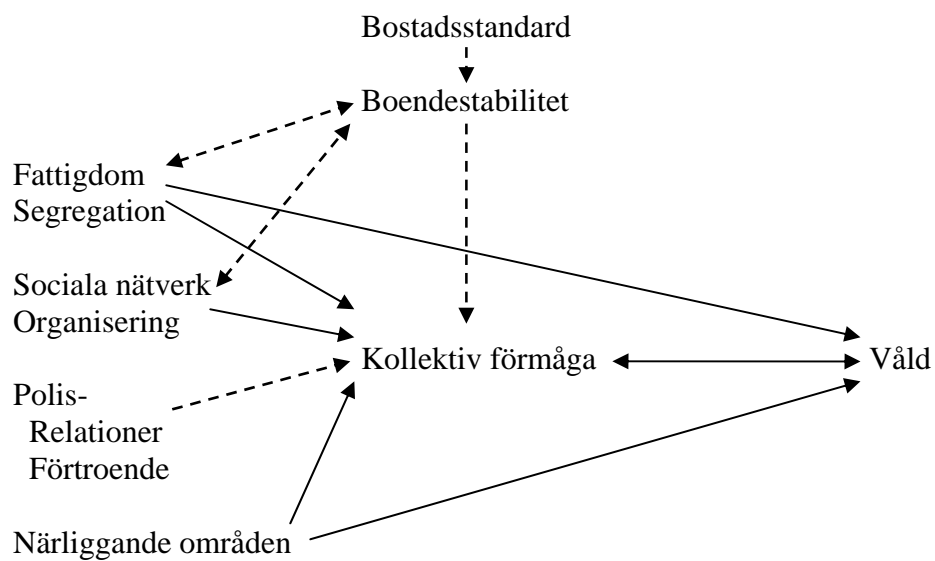 Bostadsstandard
Boendestabilitet
Fattigdom
Segregation
Sociala nätverk
Organisering
Kollektiv förmåga
Våld
Polis-
Relationer
Förtroende
Närliggande områden